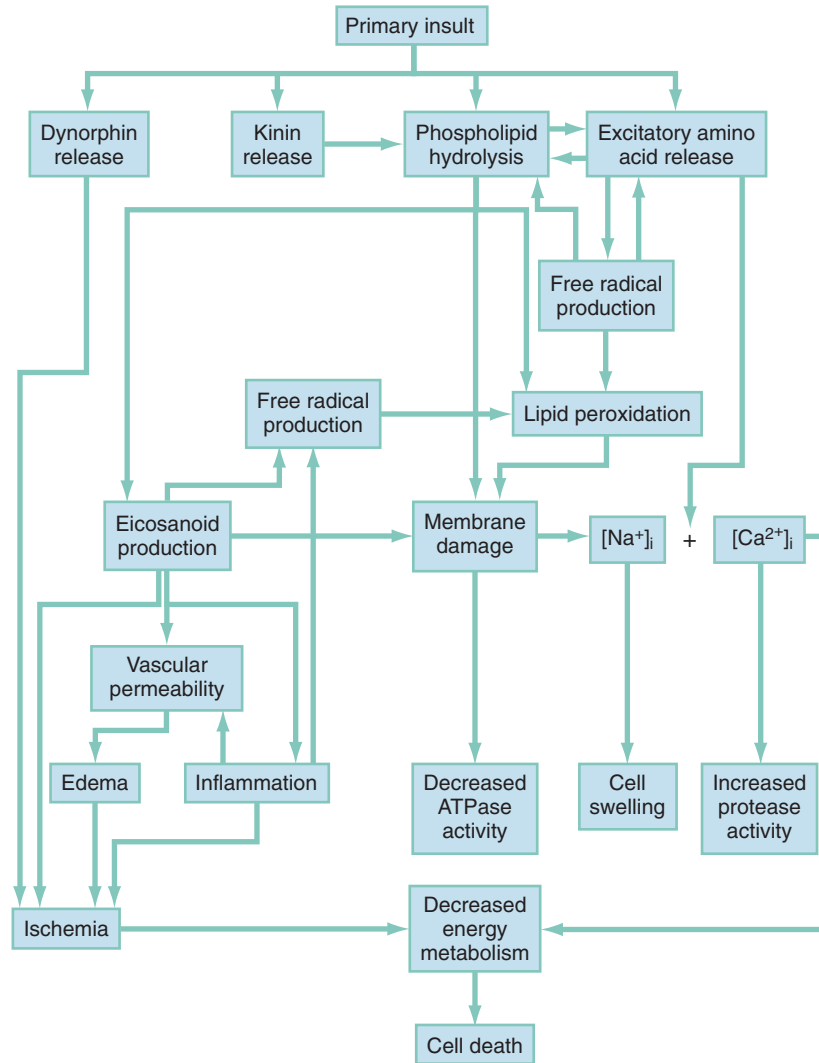 Primary insult
Dynorphin
release
Kinin
release
Phospholipid
hydrolysis
Excitatory amino
acid release
Free radical
production
Free radical
production
Lipid peroxidation
Eicosanoid
production
Membrane
damage
[Na⁺]ᵢ + [Ca²⁺]ᵢ
Vascular
permeability
Edema
Inflammation
Decreased
ATPase
activity
Cell
swelling
Increased
protease
activity
Ischemia
Decreased
energy
metabolism
Cell death